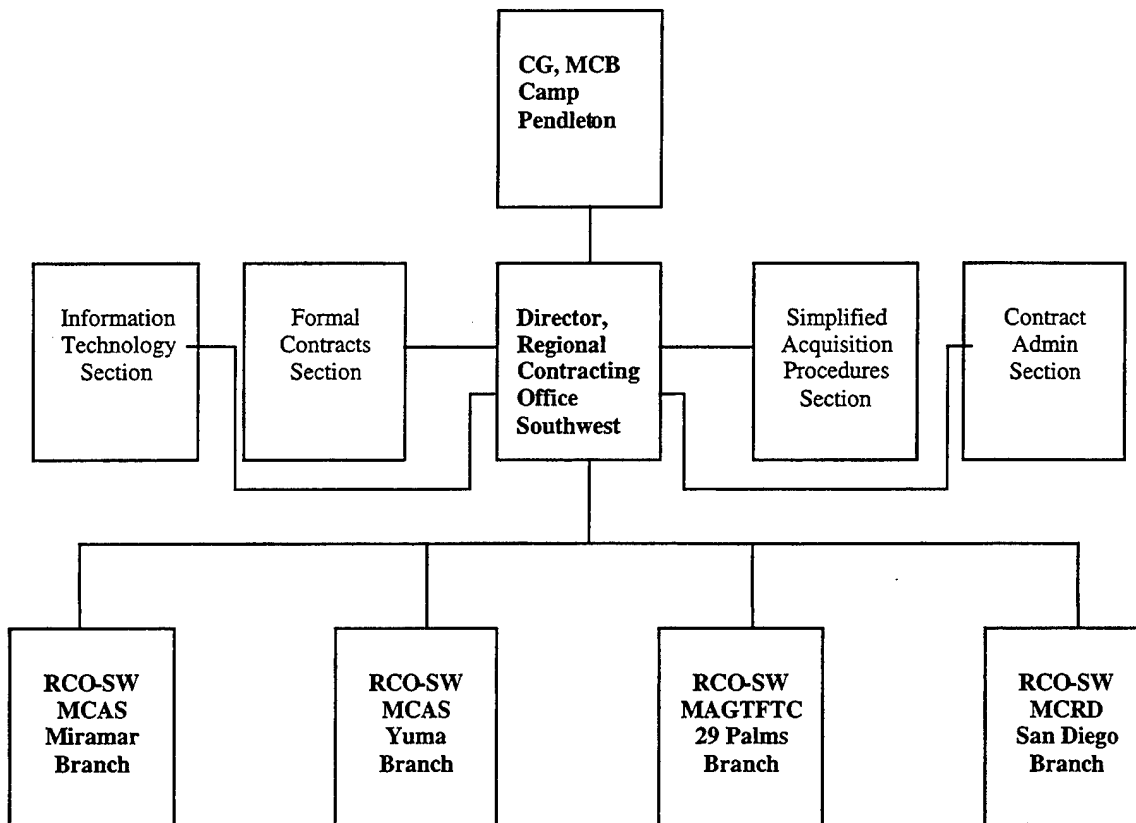 CG, MCB
Camp
Pendleton
Information
Technology
Section
Formal
Contracts
Section
Director,
Regional
Contracting
Office
Southwest
Simplified
Acquisition
Procedures
Section
Contract
Admin
Section
RCO-SW
MCAS
Miramar
Branch
RCO-SW
MCAS
Yuma
Branch
RCO-SW
MAGTFTC
29 Palms
Branch
RCO-SW
MCRD
San Diego
Branch